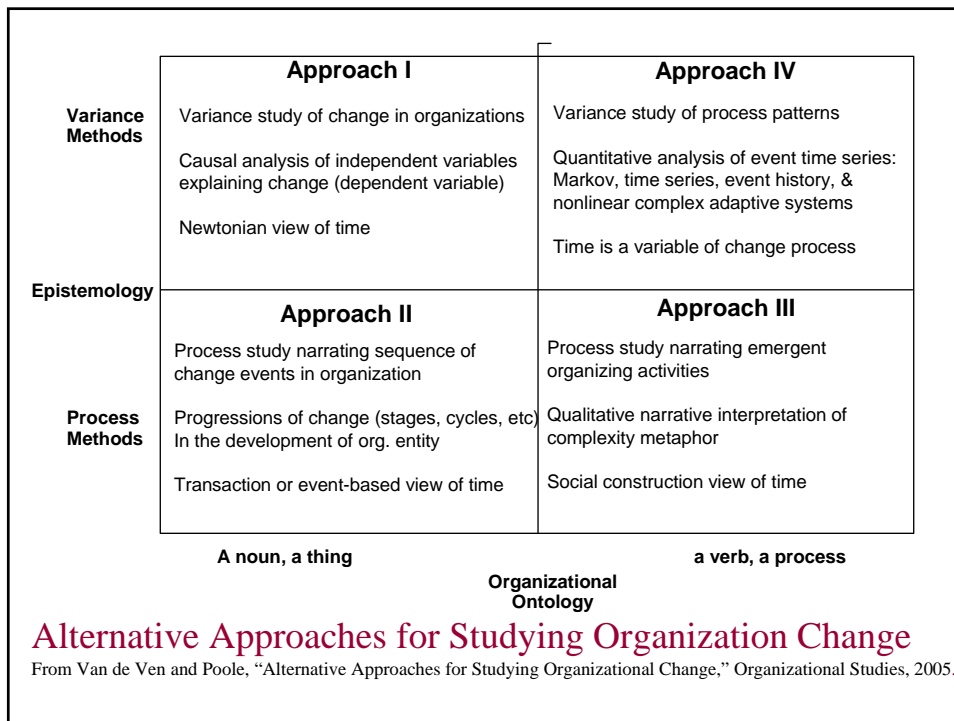 Approach I
Variance study of change in organizations
Causal analysis of independent variables
explaining change (dependent variable)
Newtonian view of time
Approach IV
Variance study of process patterns
Quantitative analysis of event time series:
Markov, time series, event history, &
nonlinear complex adaptive systems
Time is a variable of change process
Variance
Methods
Epistemology
Process
Methods
Approach II
Process study narrating sequence of
change events in organization
Progressions of change (stages, cycles, etc)
In the development of org. entity
Transaction or event-based view of time
Approach III
Process study narrating emergent
organizing activities
Qualitative narrative interpretation of
complexity metaphor
Social construction view of time
A noun, a thing
a verb, a process
Organizational
Ontology
Alternative Approaches for Studying Organization Change
From Van de Ven and Poole, “Alternative Approaches for Studying Organizational Change,” Organizational Studies, 2005.